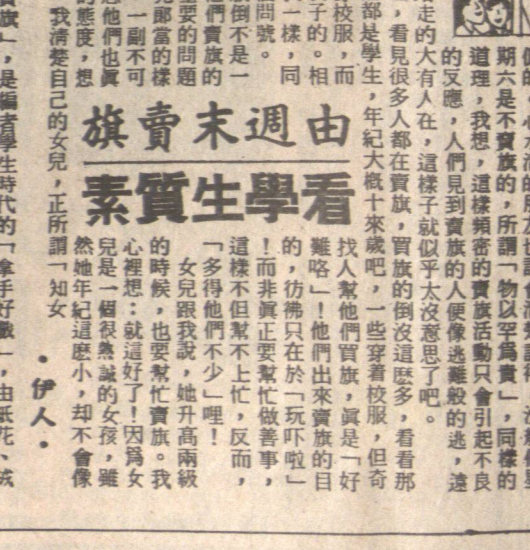 由週末賣旗
看學生質素
期六是不賣旗的，所謂「物以罕爲貴」，同樣的
道理，我想，這樣頻密的賣旗活動只會引起不良
的反應，人們見到賣旗的人便像逃難般的逃，遠
走的大有人在，這樣子就似乎太沒意思了吧。
，看見很多人都在賣旗，買旗的倒沒這麽多，看看那
都是學生，年紀大概十來歲吧，一些穿着校服，但奇
校服，而
子的。相
一樣，同
問號。
旗倒不是一
們賣旗的
重要的問題
當的樣
一副不可
他們也眞
的態度，想
找人幫他們買旗，眞是「好
難咯」！他們出來賣旗的目
的，彷彿只在於「玩吓啦」
！而非眞正要幫忙做善事，
這樣不但幫不上忙，反而，
「多得他們不少」哩！
女兒跟我說，她升高兩級
的時候，也要幫忙賣旗。我
心裡想：就這好了！因爲女
兒是一個很熱誠的女孩，雖
然她年紀這麽小，却不會像
我清楚自己的女兒，正所謂「知女
•伊人•
旗」，是編者學生時代的「拿手好戲」，由紙花、絨